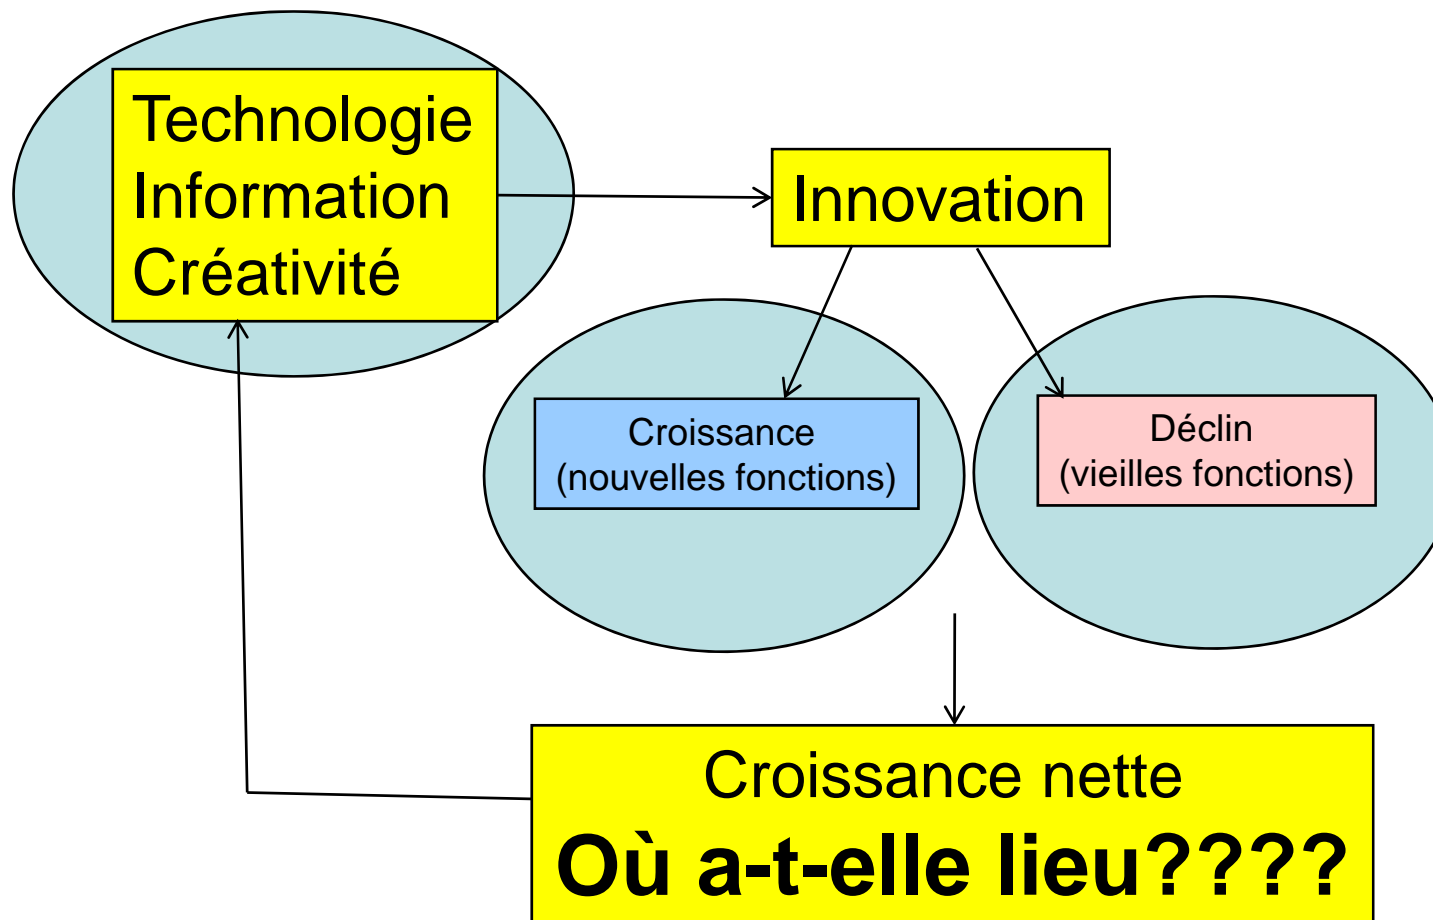 Technologie
Information
Créativité
Innovation
Croissance
(nouvelles fonctions)
Déclin
(vieilles fonctions)
Croissance nette
Où a-t-elle lieu????